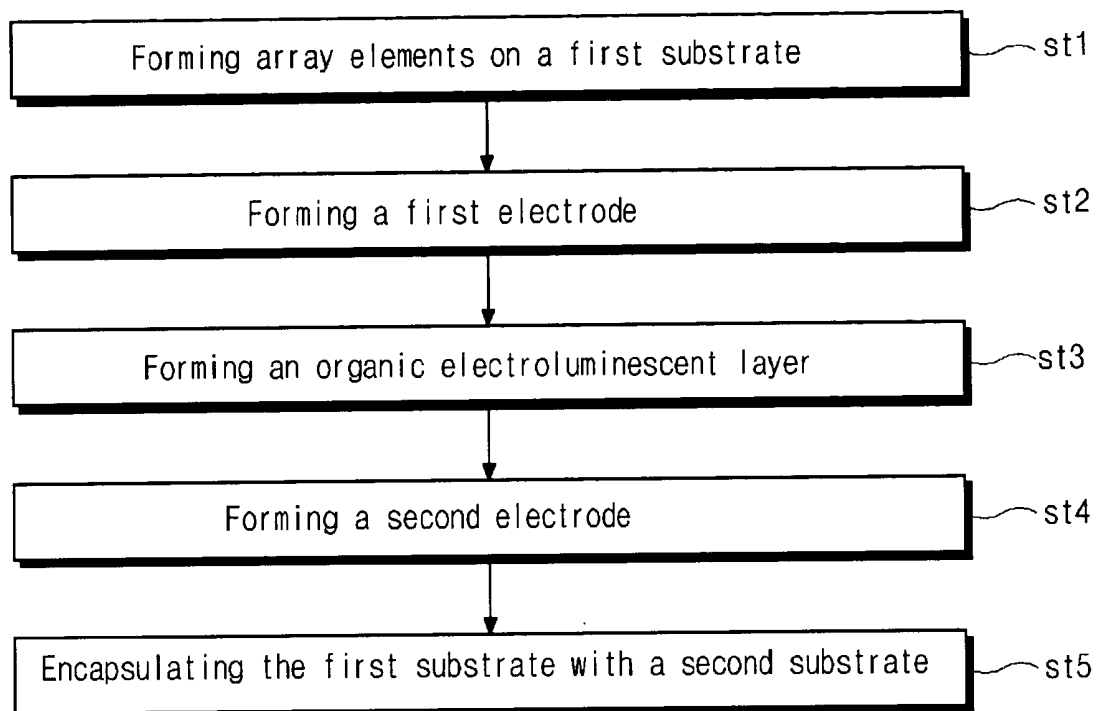 Forming array elements on a first substrate
st1
Forming a first electrode
st2
Forming an organic electroluminescent layer
st3
Forming a second electrode
st4
Encapsulating the first substrate with a second substrate
st5